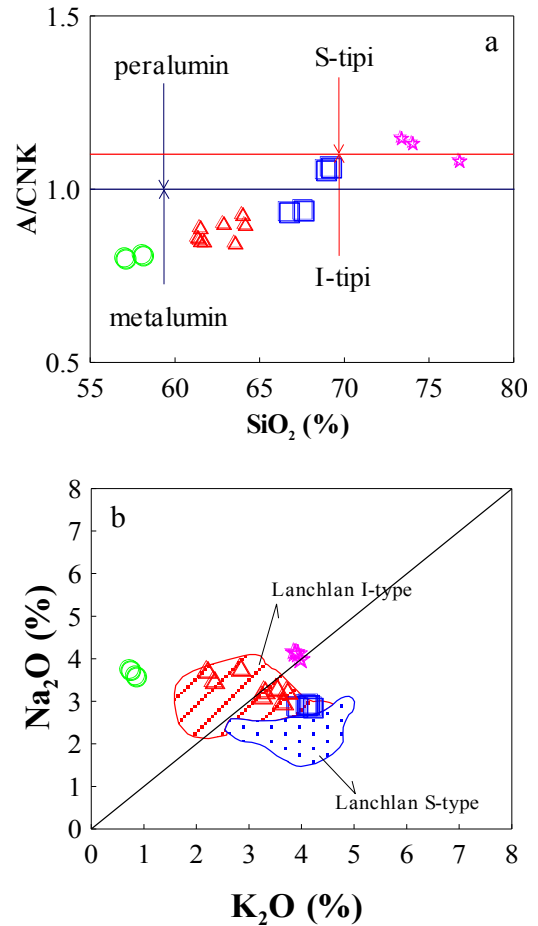 1.5
a
peralumin
S-tipi
A/CNK
1.0
metalumin
I-tipi
0.5
55 60 65 70 75 80
SiO₂ (%)
8
b
7
6
Lanchlan I-type
5
Na₂O (%)
4
3
2
1
Lanchlan S-type
0
0 1 2 3 4 5 6 7 8
K₂O (%)